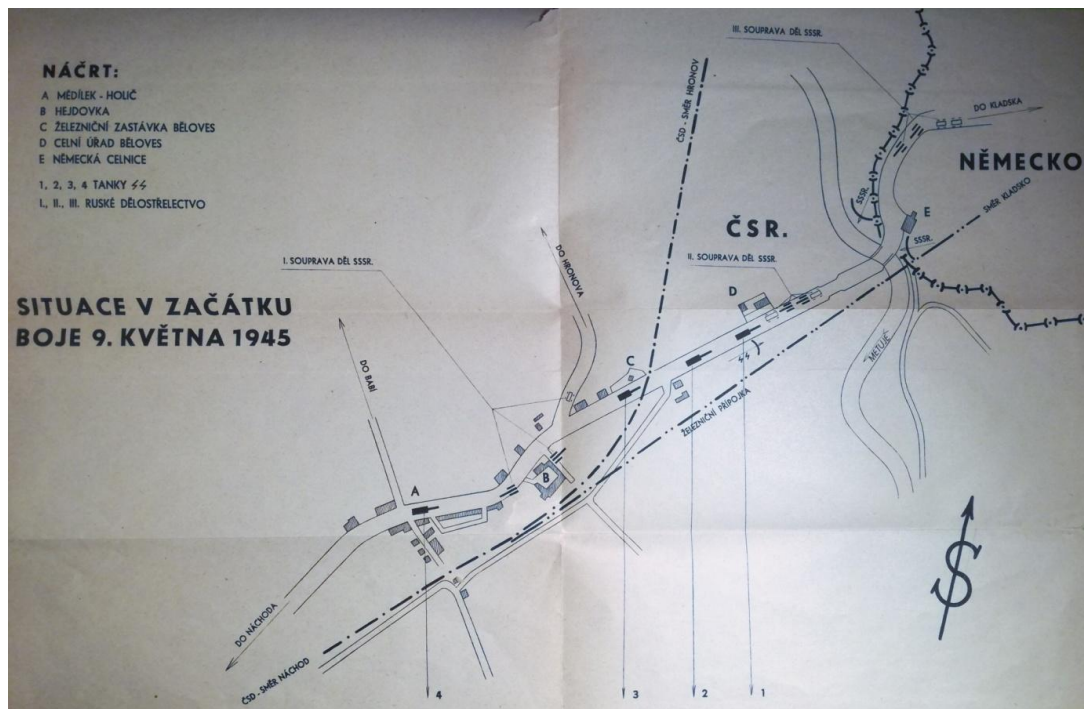 NÁČRT:
A MĚDÍLEK - HOLIČ
B HEJDOVKA
C ŽELEZNIČNÍ ZASTÁVKA BĚLOVES
D CELNÍ ÚŘAD BĚLOVES
E NĚMECKÁ CELNICE
1, 2, 3, 4 TANKY ϟϟ
I., II., III. RUSKÉ DĚLOSTŘELECTVO
SITUACE V ZAČÁTKU
BOJE 9. KVĚTNA 1945
III. SOUPRAVA DĚL SSSR.
DO KLADSKA
NĚMECKO
SMĚR KLADSKO
ČSD - SMĚR HRONOV
SSSR.
E
SSSR.
ČSR.
II. SOUPRAVA DĚL SSSR.
I. SOUPRAVA DĚL SSSR.
DO HRONOVA
D
METUJE
ϟϟ
C
DO BABÍ
ŽELEZNIČNÍ PŘÍPOJKA
B
A
S
DO NÁCHODA
ČSD - SMĚR NÁCHOD
4
3
2
1